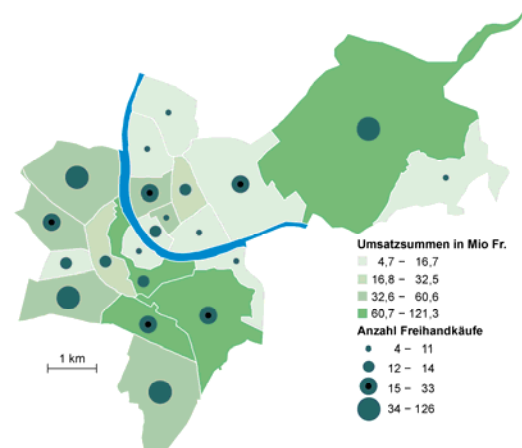 Umsatzsummen in Mio Fr.
4,7 – 16,7
16,8 – 32,5
32,6 – 60,6
60,7 – 121,3
Anzahl Freihandkäufe
4 – 11
12 – 14
15 – 33
34 – 126
1 km